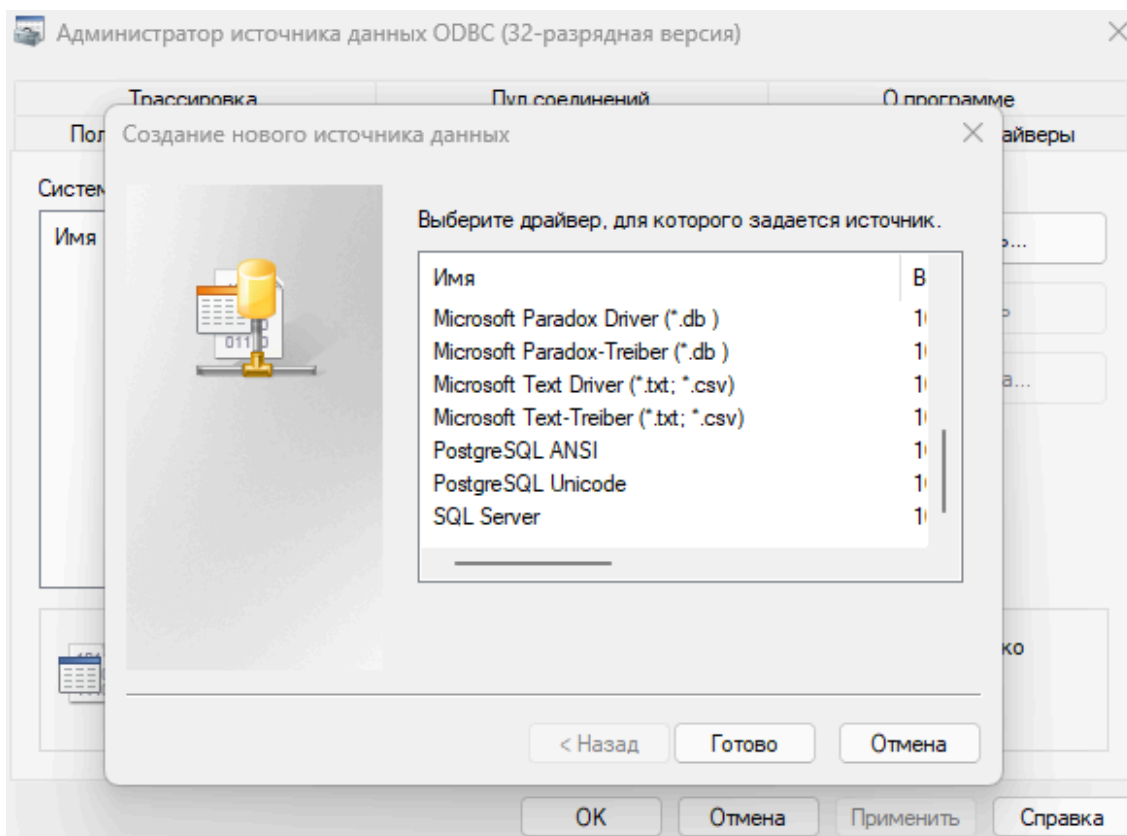 Администратор источника данных ODBC (32-разрядная версия)
Трассировка Пул соединений О программе
Создание нового источника данных
Выберите драйвер, для которого задается источник.
Имя
Имя
Microsoft Paradox Driver (*.db )
Microsoft Paradox-Treiber (*.db )
Microsoft Text Driver (*.txt; *.csv)
Microsoft Text-Treiber (*.txt; *.csv)
PostgreSQL ANSI
PostgreSQL Unicode
SQL Server
< Назад Готово Отмена
OK Отмена Применить Справка